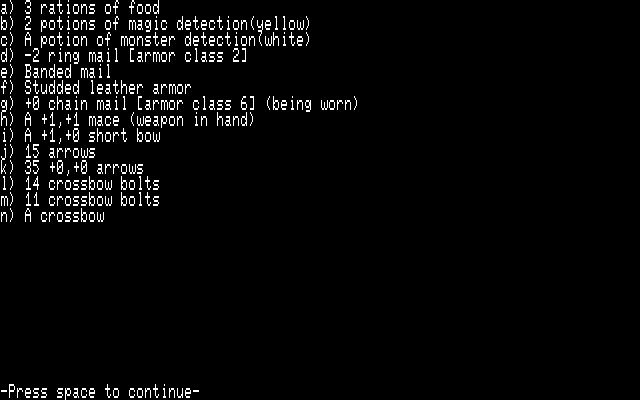 a) 3 rations of food
b) 2 potions of magic detection(yellow)
c) A potion of monster detection(white)
d) -2 ring mail [armor class 2]
e) Banded mail
f) Studded leather armor
g) +0 chain mail [armor class 6] (being worn)
h) A +1,+1 mace (weapon in hand)
i) A +1,+0 short bow
j) 15 arrows
k) 35 +0,+0 arrows
l) 14 crossbow bolts
m) 11 crossbow bolts
n) A crossbow
-Press space to continue-